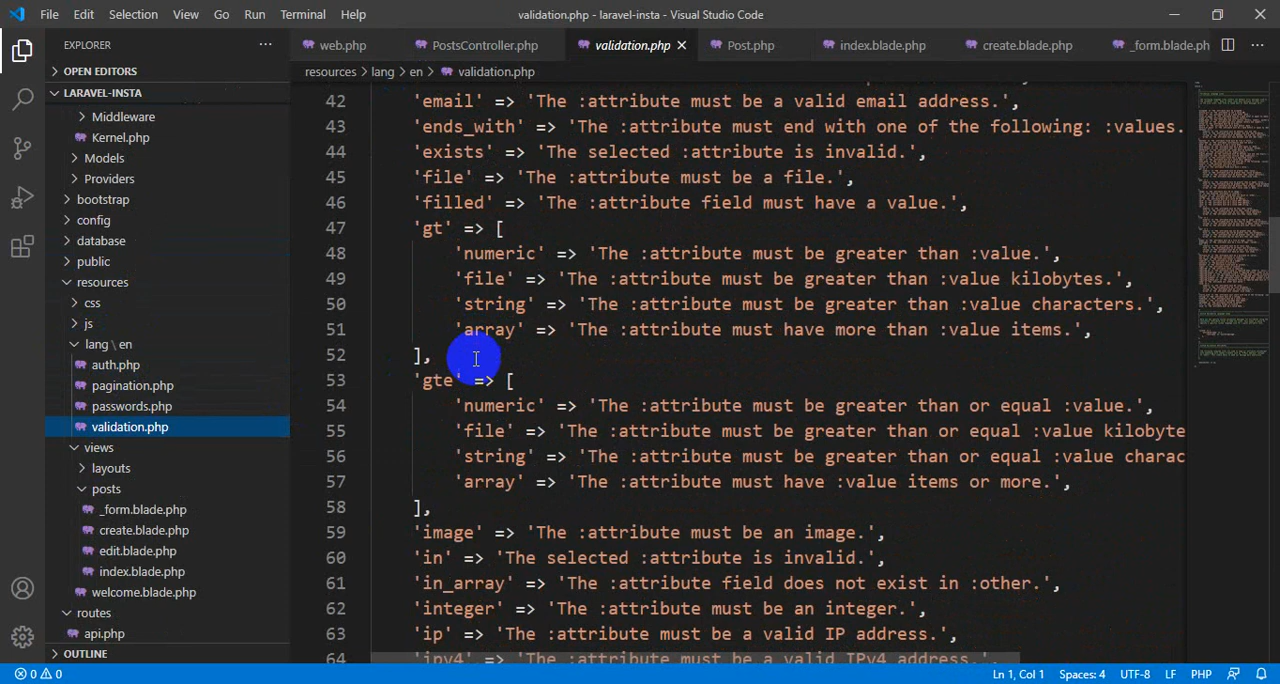 File Edit Selection View Go Run Terminal Help validation.php - laravel-insta - Visual Studio Code
EXPLORER
web.php PostsController.php validation.php Post.php index.blade.php create.blade.php _form.blade.ph
OPEN EDITORS
resources > lang > en > validation.php
LARAVEL-INSTA
Middleware
Kernel.php
Models
Providers
bootstrap
config
database
public
resources
css
js
lang \ en
auth.php
pagination.php
passwords.php
validation.php
views
layouts
posts
_form.blade.php
create.blade.php
edit.blade.php
index.blade.php
welcome.blade.php
routes
api.php
OUTLINE
42 'email' => 'The :attribute must be a valid email address.',
43 'ends_with' => 'The :attribute must end with one of the following: :values.
44 'exists' => 'The selected :attribute is invalid.',
45 'file' => 'The :attribute must be a file.',
46 'filled' => 'The :attribute field must have a value.',
47 'gt' => [
48 'numeric' => 'The :attribute must be greater than :value.',
49 'file' => 'The :attribute must be greater than :value kilobytes.',
50 'string' => 'The :attribute must be greater than :value characters.',
51 'array' => 'The :attribute must have more than :value items.',
52 ],
53 'gte' => [
54 'numeric' => 'The :attribute must be greater than or equal :value.',
55 'file' => 'The :attribute must be greater than or equal :value kilobyte
56 'string' => 'The :attribute must be greater than or equal :value charac
57 'array' => 'The :attribute must have :value items or more.',
58 ],
59 'image' => 'The :attribute must be an image.',
60 'in' => 'The selected :attribute is invalid.',
61 'in_array' => 'The :attribute field does not exist in :other.',
62 'integer' => 'The :attribute must be an integer.',
63 'ip' => 'The :attribute must be a valid IP address.',
64 'ipv4' => 'The :attribute must be a valid IPv4 address.',
0 0 Ln 1, Col 1 Spaces: 4 UTF-8 LF PHP